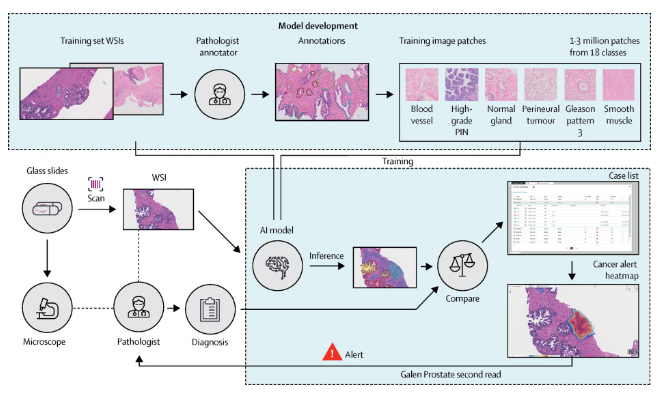 Model development
Training set WSIs
Pathologist
annotator
Annotations
Training image patches
1-3 million patches
from 18 classes
Blood
vessel
High-
grade
PIN
Normal
gland
Perineural
tumour
Gleason
pattern
3
Smooth
muscle
Training
Glass slides
Scan
WSI
AI model
Inference
Compare
Case list
Cancer alert
heatmap
Microscope
Pathologist
Diagnosis
Alert
Galen Prostate second read